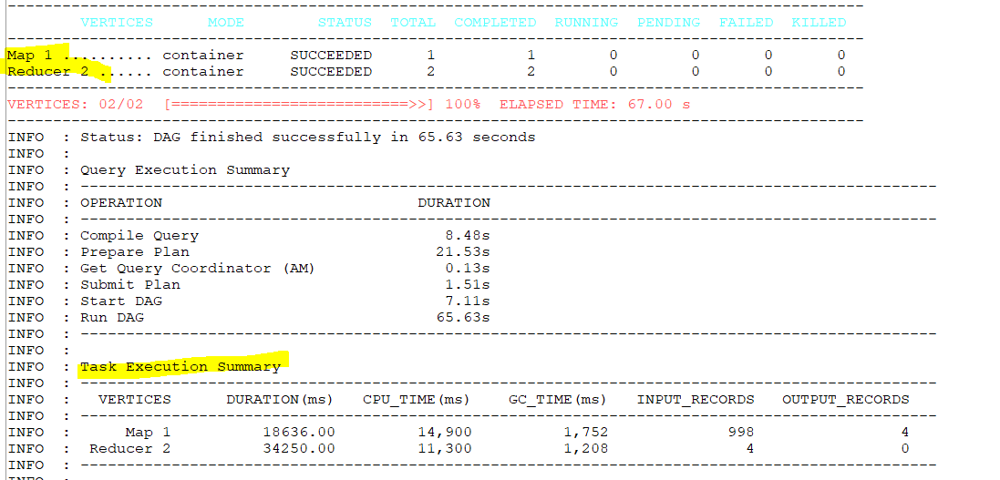 ----------------------------------------------------------------------------------------------
VERTICES MODE STATUS TOTAL COMPLETED RUNNING PENDING FAILED KILLED
----------------------------------------------------------------------------------------------
Map 1 .......... container SUCCEEDED 1 1 0 0 0 0
Reducer 2 ...... container SUCCEEDED 2 2 0 0 0 0
----------------------------------------------------------------------------------------------
VERTICES: 02/02 [==========================>>] 100% ELAPSED TIME: 67.00 s
----------------------------------------------------------------------------------------------
INFO : Status: DAG finished successfully in 65.63 seconds
INFO :
INFO : Query Execution Summary
INFO : ----------------------------------------------------------------------------------------------
INFO : OPERATION DURATION
INFO : ----------------------------------------------------------------------------------------------
INFO : Compile Query 8.48s
INFO : Prepare Plan 21.53s
INFO : Get Query Coordinator (AM) 0.13s
INFO : Submit Plan 1.51s
INFO : Start DAG 7.11s
INFO : Run DAG 65.63s
INFO : ----------------------------------------------------------------------------------------------
INFO :
INFO : Task Execution Summary
INFO : ----------------------------------------------------------------------------------------------
INFO : VERTICES DURATION(ms) CPU_TIME(ms) GC_TIME(ms) INPUT_RECORDS OUTPUT_RECORDS
INFO : ----------------------------------------------------------------------------------------------
INFO : Map 1 18636.00 14,900 1,752 998 4
INFO : Reducer 2 34250.00 11,300 1,208 4 0
INFO : ----------------------------------------------------------------------------------------------
INFO :